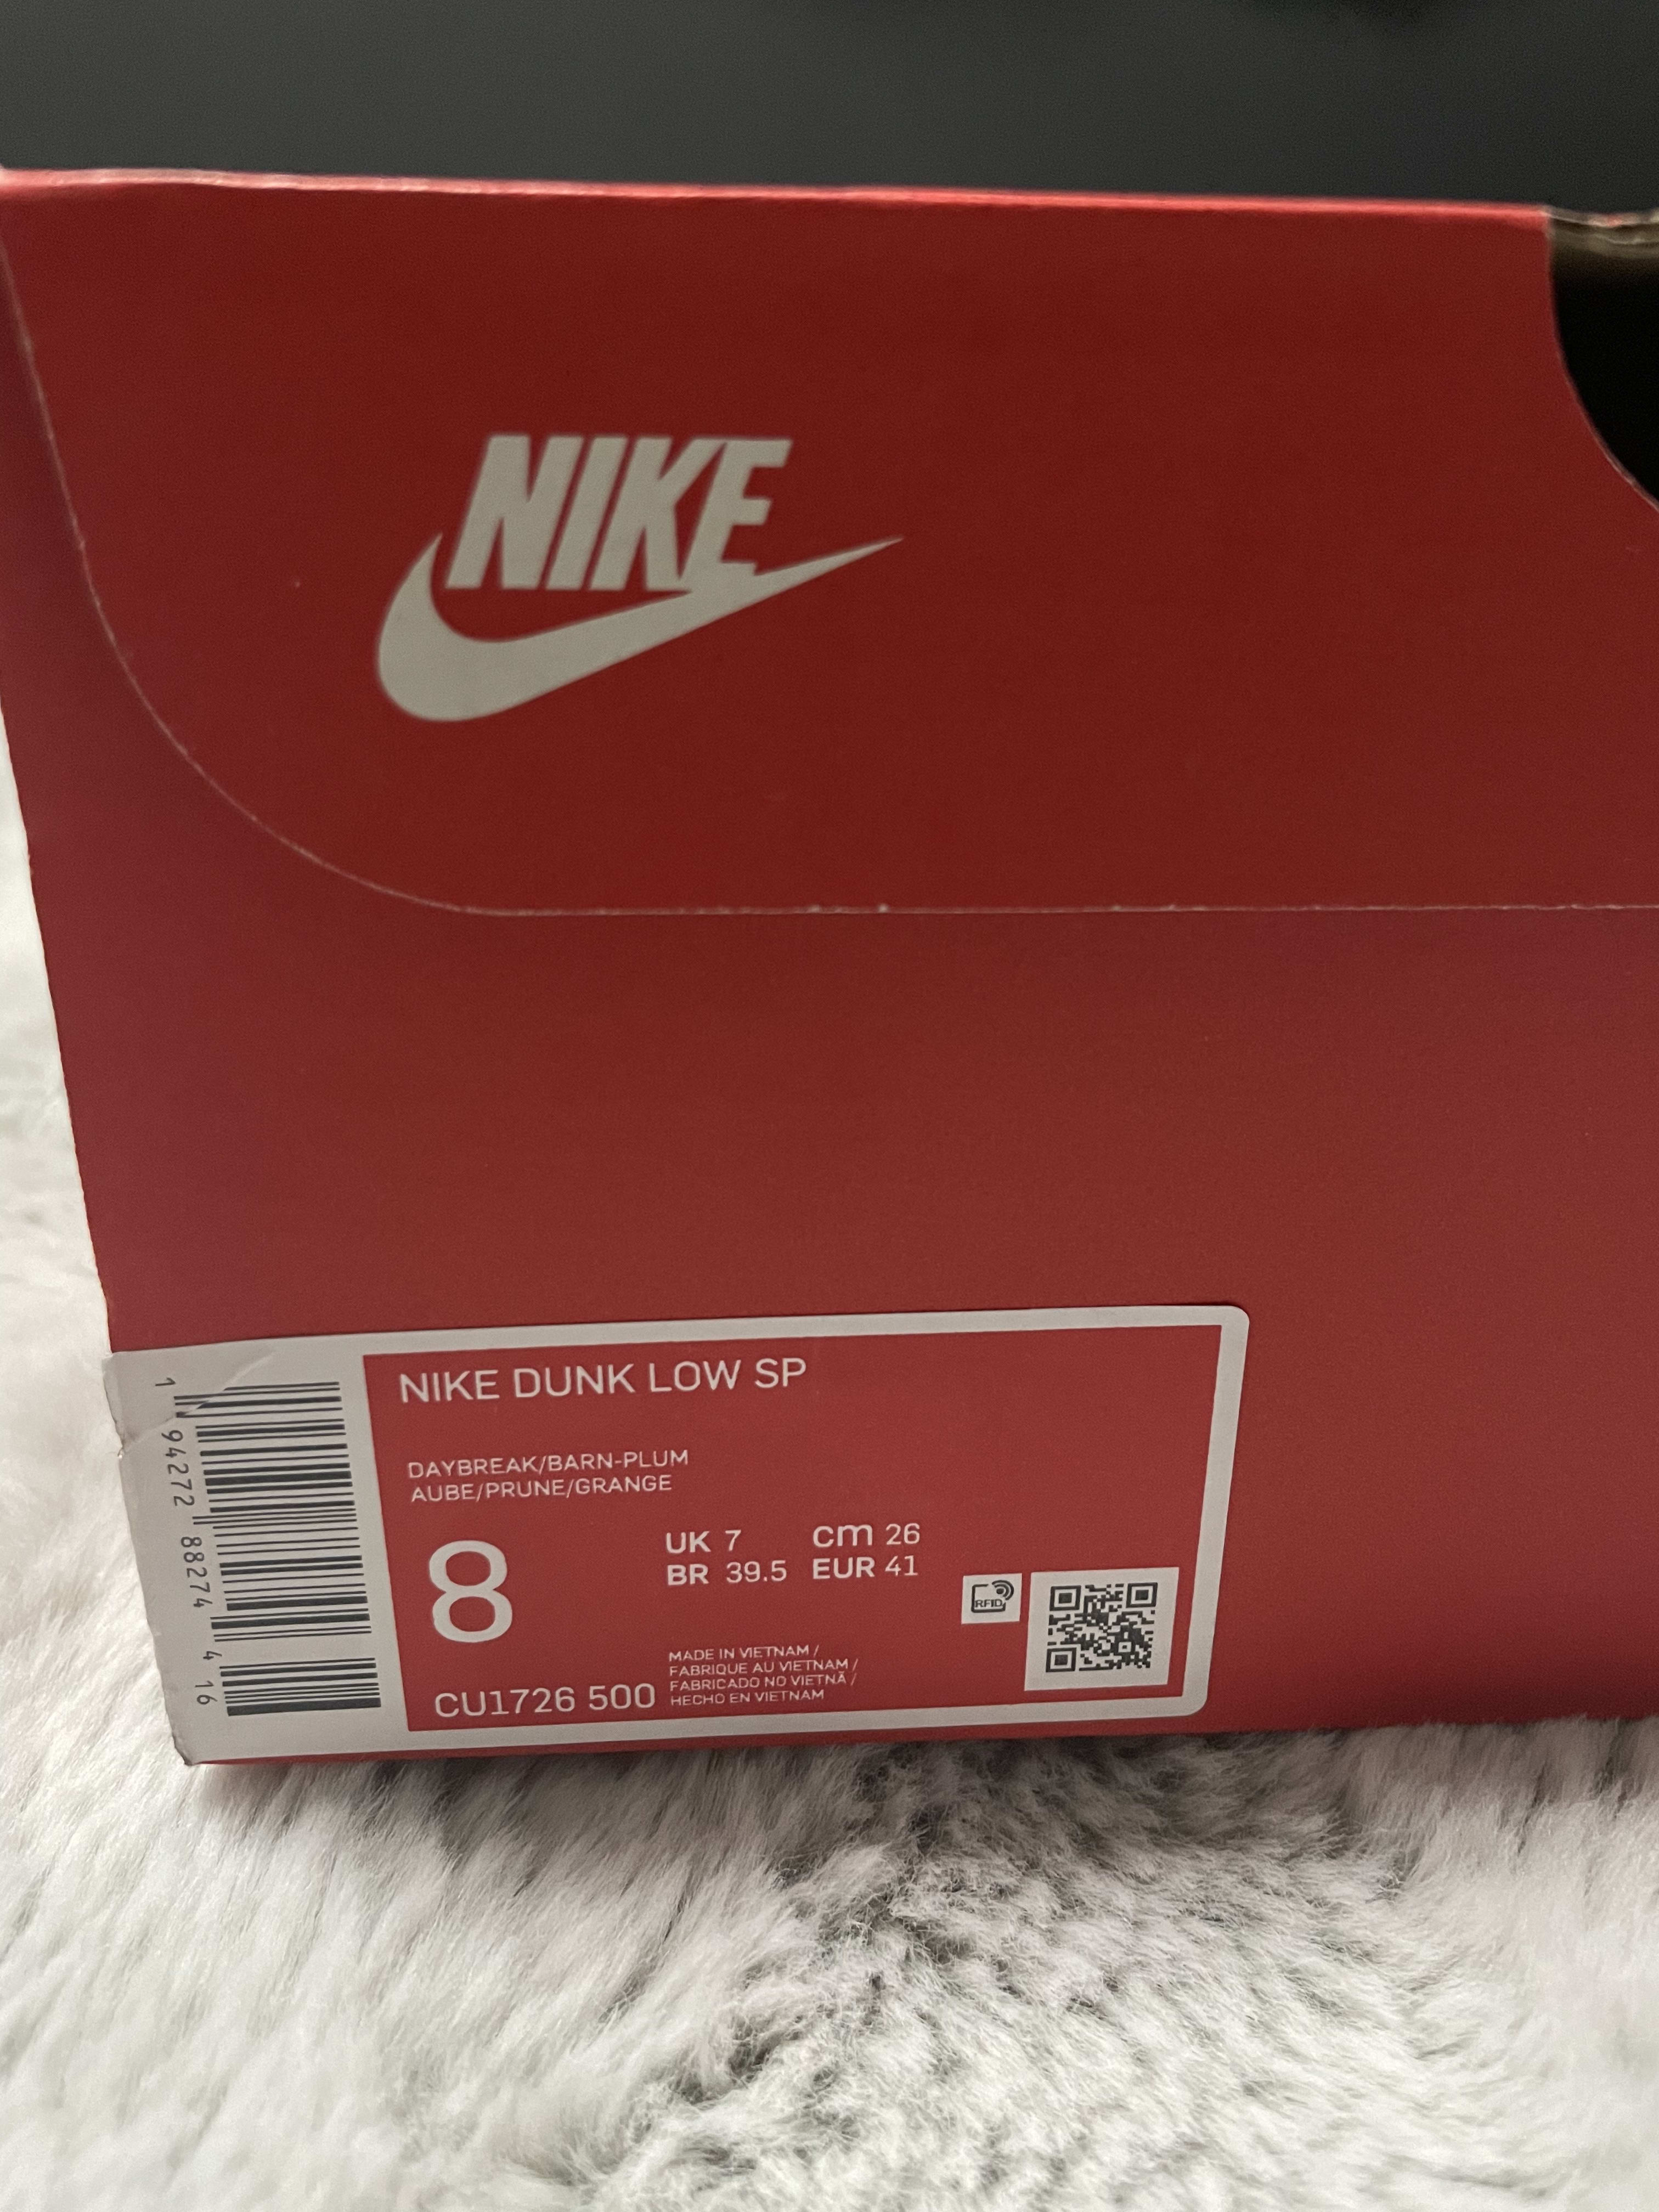 NIKE
NIKE DUNK LOW SP
DAYBREAK/BARN-PLUM
AUBE/PRUNE/GRANGE
8
UK 7 cm 26
BR 39.5 EUR 41
RFID
CU1726 500
MADE IN VIETNAM /
FABRIQUE AU VIETNAM /
FABRICADO NO VIETNÃ /
HECHO EN VIETNAM
1 94272 88274 4 16